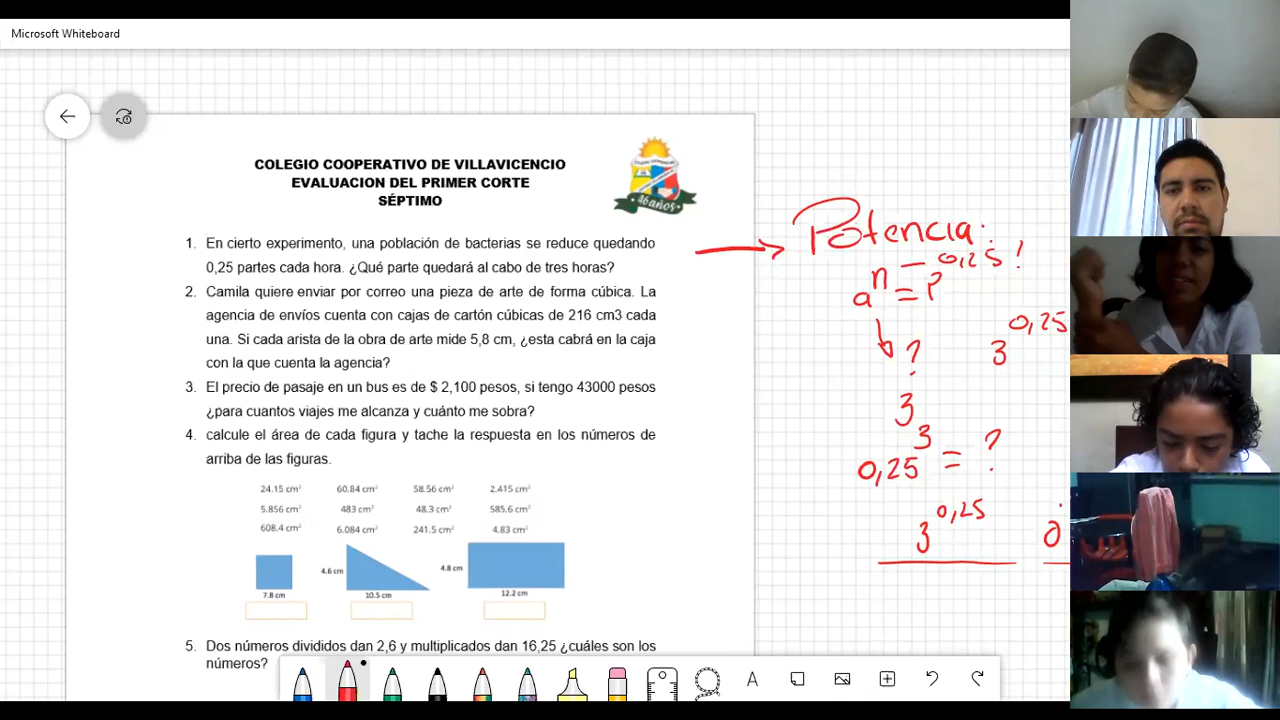 Microsoft Whiteboard
COLEGIO COOPERATIVO DE VILLAVICENCIO
EVALUACION DEL PRIMER CORTE
SÉPTIMO
46 años
1. En cierto experimento, una población de bacterias se reduce quedando
0,25 partes cada hora. ¿Qué parte quedará al cabo de tres horas?
2. Camila quiere enviar por correo una pieza de arte de forma cúbica. La
agencia de envíos cuenta con cajas de cartón cúbicas de 216 cm3 cada
una. Si cada arista de la obra de arte mide 5,8 cm, ¿esta cabrá en la caja
con la que cuenta la agencia?
3. El precio de pasaje en un bus es de $ 2,100 pesos, si tengo 43000 pesos
¿para cuantos viajes me alcanza y cuánto me sobra?
4. calcule el área de cada figura y tache la respuesta en los números de
arriba de las figuras.
24.15 cm² 60.84 cm² 58.56 cm² 2.415 cm²
5.856 cm² 483 cm² 48.3 cm² 585.6 cm²
608.4 cm² 6.084 cm² 241.5 cm² 4.83 cm²
4.6 cm 4.8 cm
7.8 cm 10.5 cm 12.2 cm
5. Dos números divididos dan 2,6 y multiplicados dan 16,25 ¿cuáles son los
números?
Potencia:
— 0,25 !
aⁿ = ?
? 3^0,25
3
0,25³ = ?
3^0,25 0
A